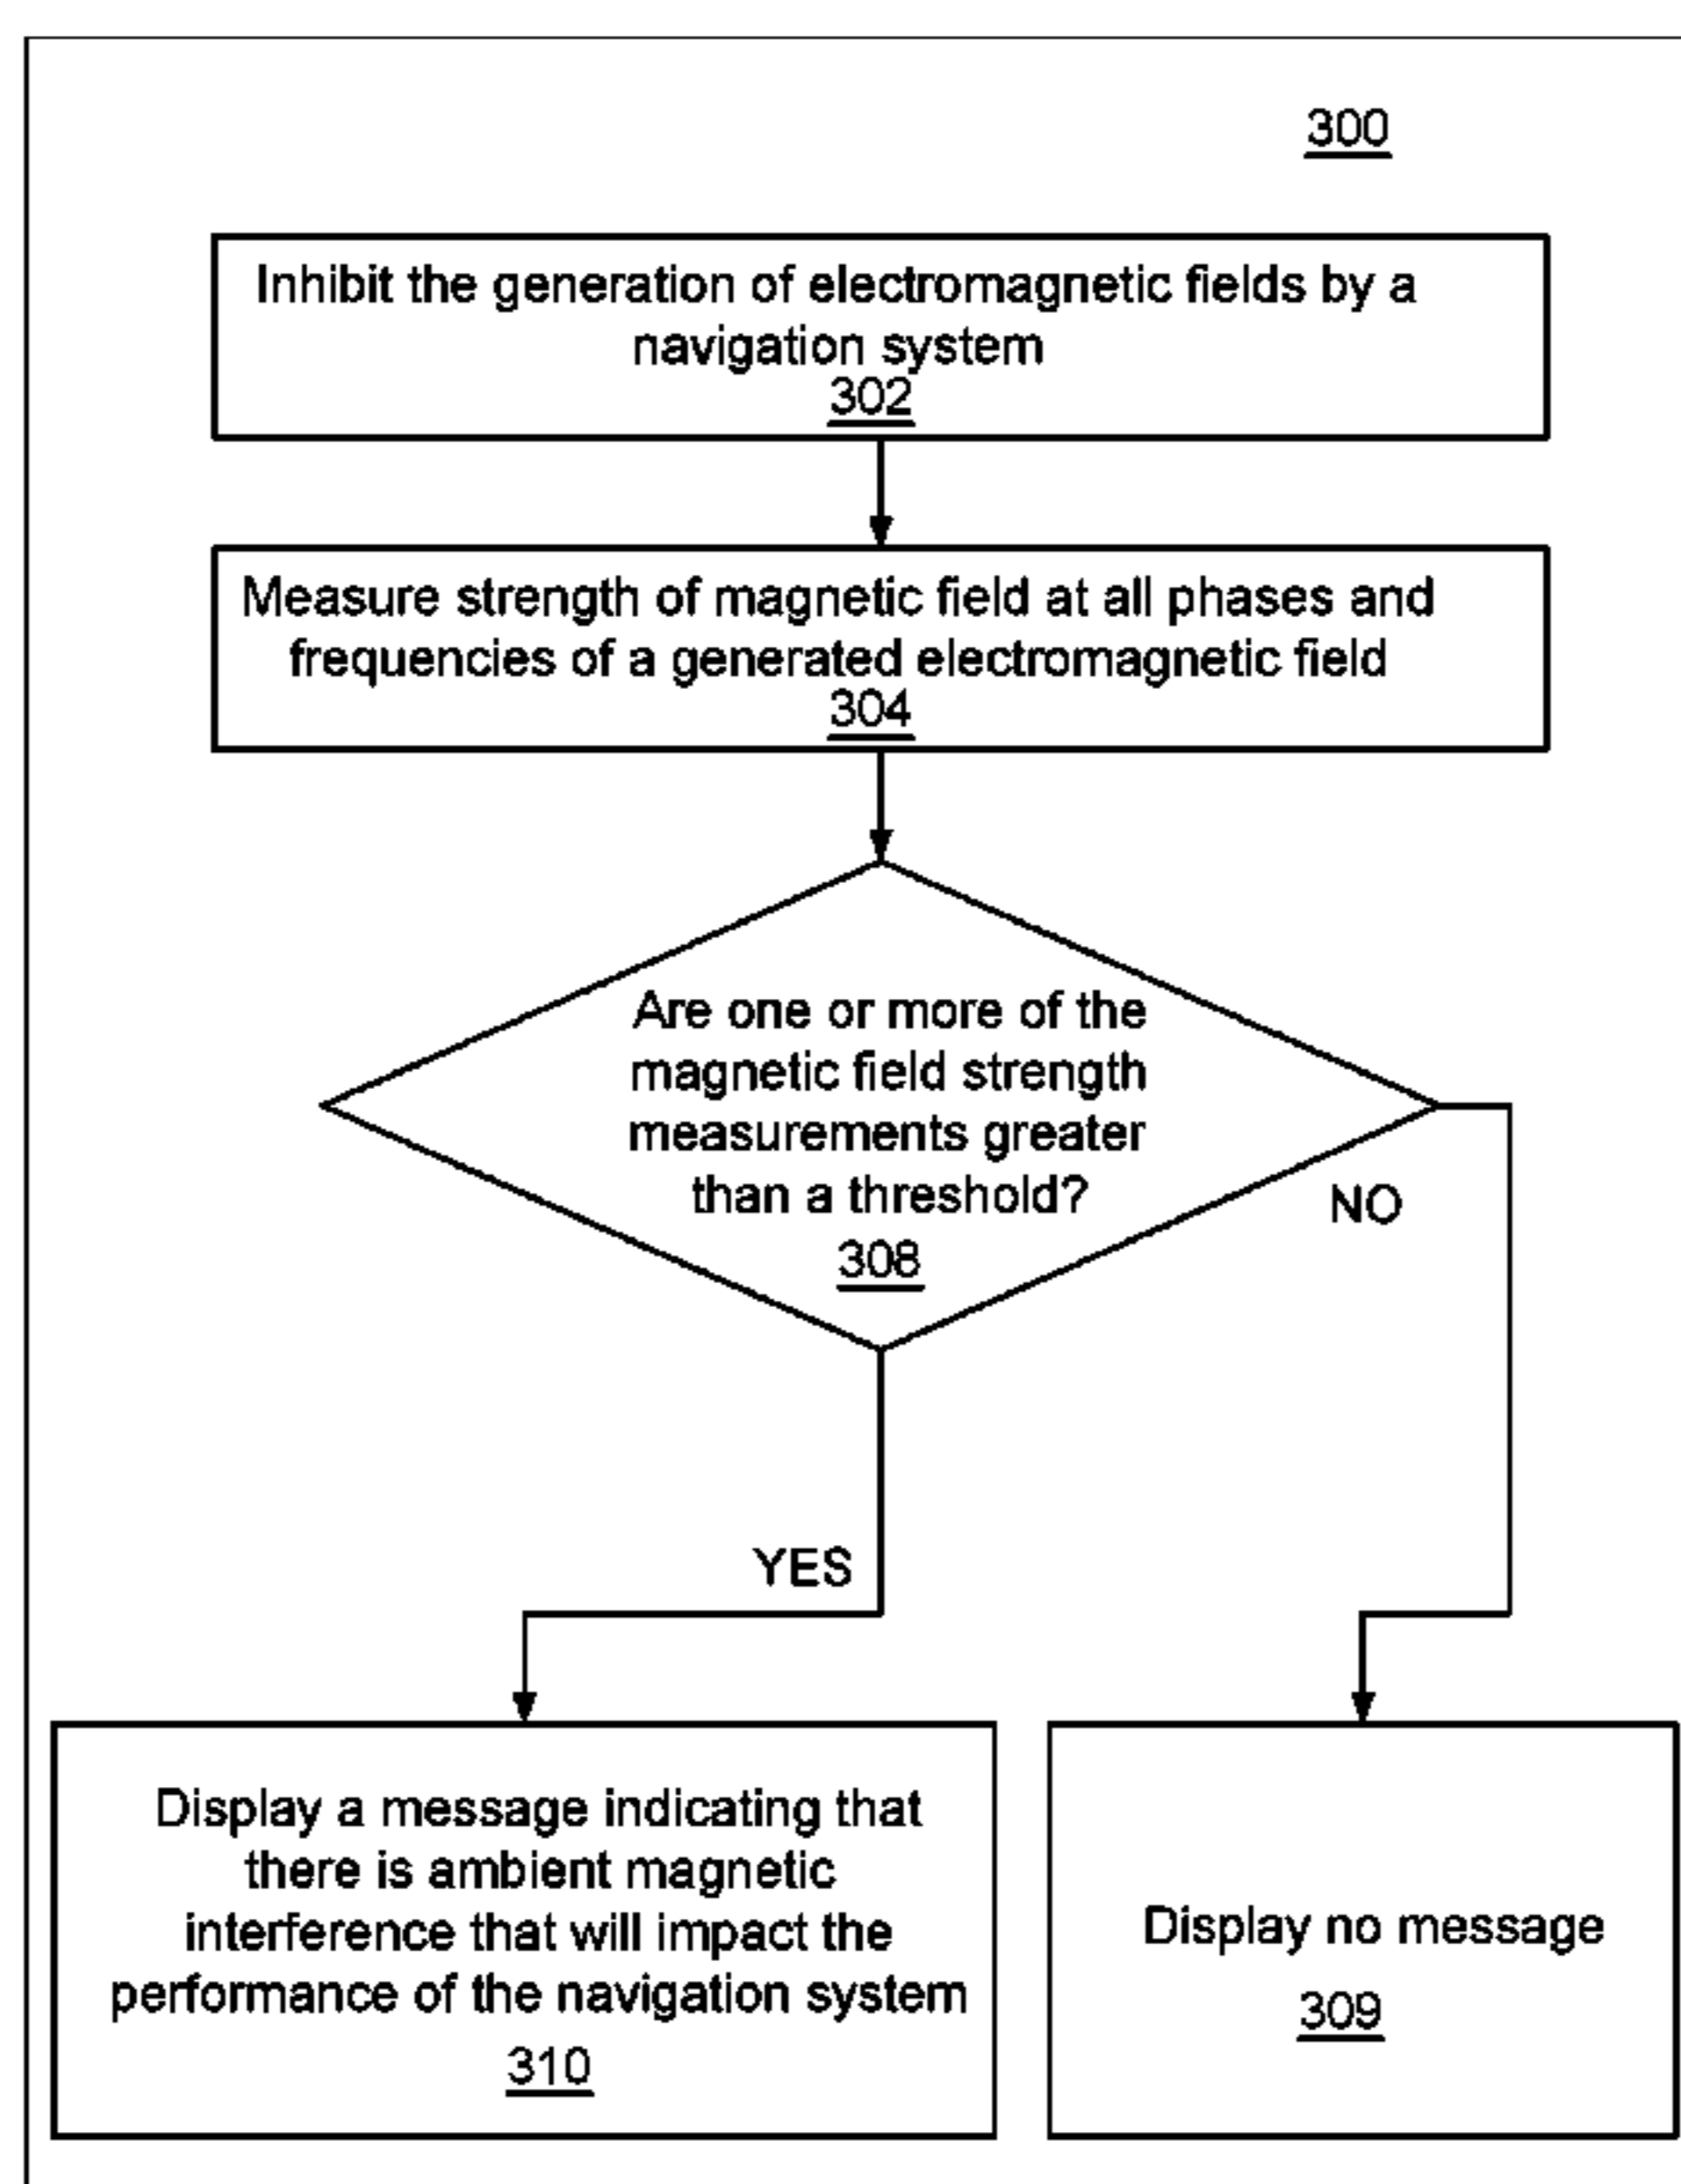 300
Inhibit the generation of electromagnetic fields by a
navigation system
302
Measure strength of magnetic field at all phases and
frequencies of a generated electromagnetic field
304
Are one or more of the
magnetic field strength
measurements greater
than a threshold?
308
NO
YES
Display a message indicating that
there is ambient magnetic
interference that will impact the
performance of the navigation system
310
Display no message
309